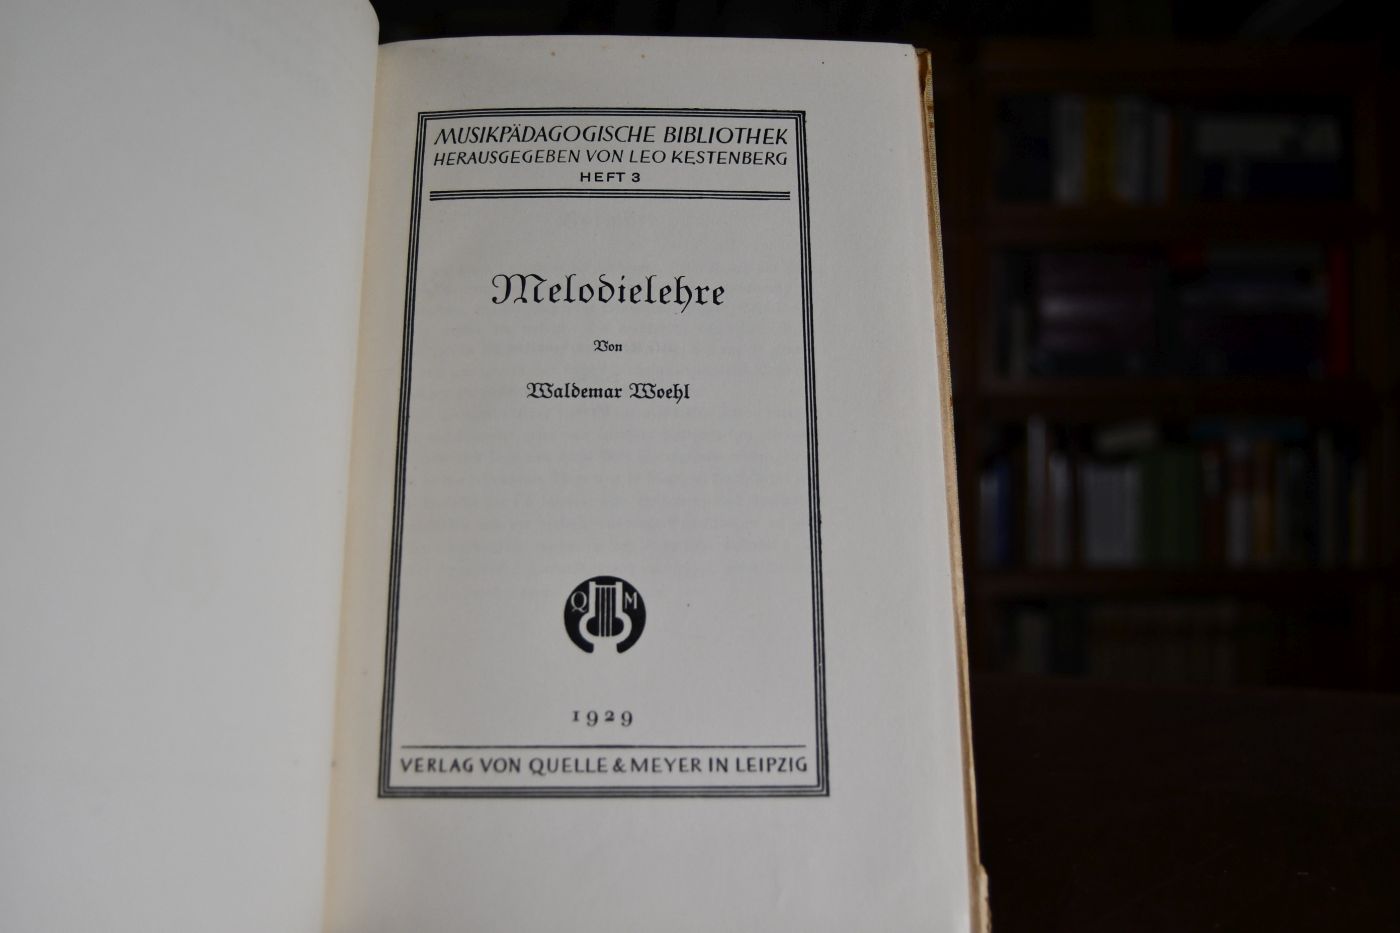 MUSIKPÄDAGOGISCHE BIBLIOTHEK
HERAUSGEGEBEN VON LEO KESTENBERG
HEFT 3
Melodielehre
Von
Waldemar Woehl
Q M
1929
VERLAG VON QUELLE & MEYER IN LEIPZIG